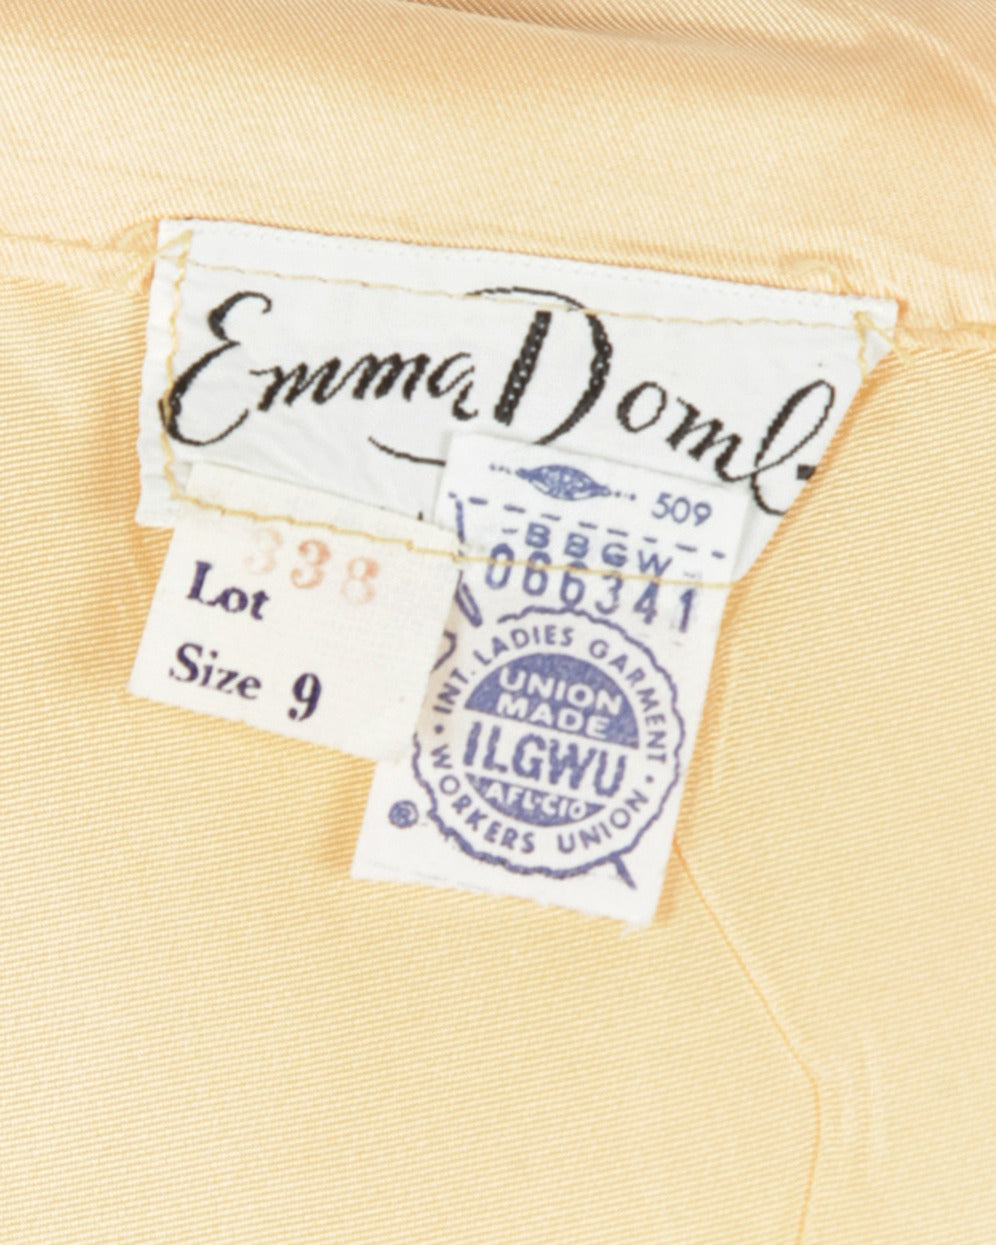 Emma Domb
509
BBGW
066341
INT. LADIES GARMENT
UNION
MADE
ILGWU
AFL-CIO
WORKERS UNION
®
338
Lot
Size 9